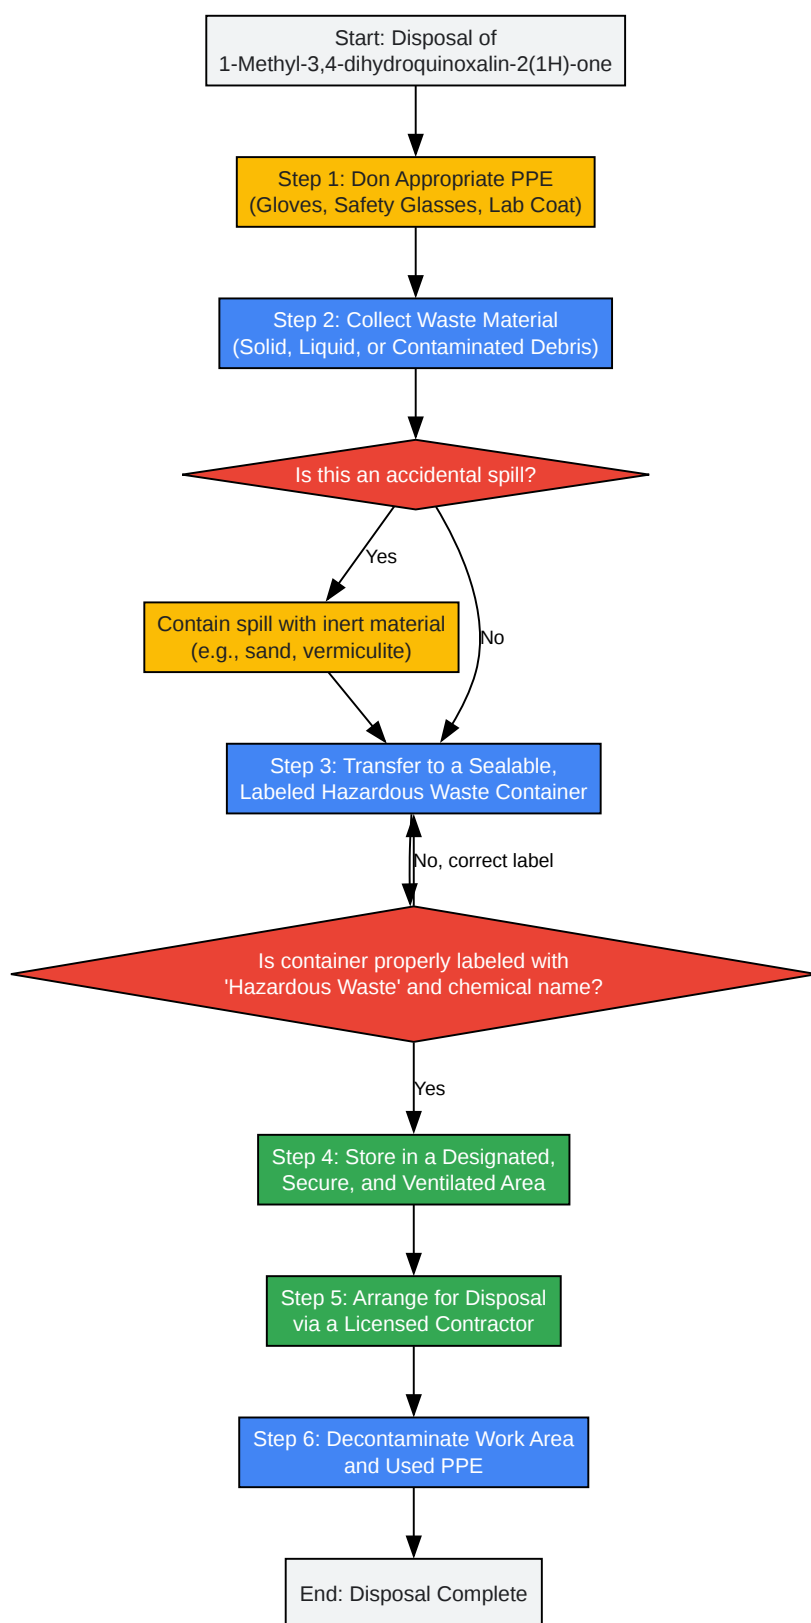 Start: Disposal of
1-Methyl-3,4-dihydroquinoxalin-2(1H)-one
Step 1: Don Appropriate PPE
(Gloves, Safety Glasses, Lab Coat)
Step 2: Collect Waste Material
(Solid, Liquid, or Contaminated Debris)
Is this an accidental spill?
Yes
Contain spill with inert material
(e.g., sand, vermiculite)
No
Step 3: Transfer to a Sealable,
Labeled Hazardous Waste Container
No, correct label
Is container properly labeled with
'Hazardous Waste' and chemical name?
Yes
Step 4: Store in a Designated,
Secure, and Ventilated Area
Step 5: Arrange for Disposal
via a Licensed Contractor
Step 6: Decontaminate Work Area
and Used PPE
End: Disposal Complete